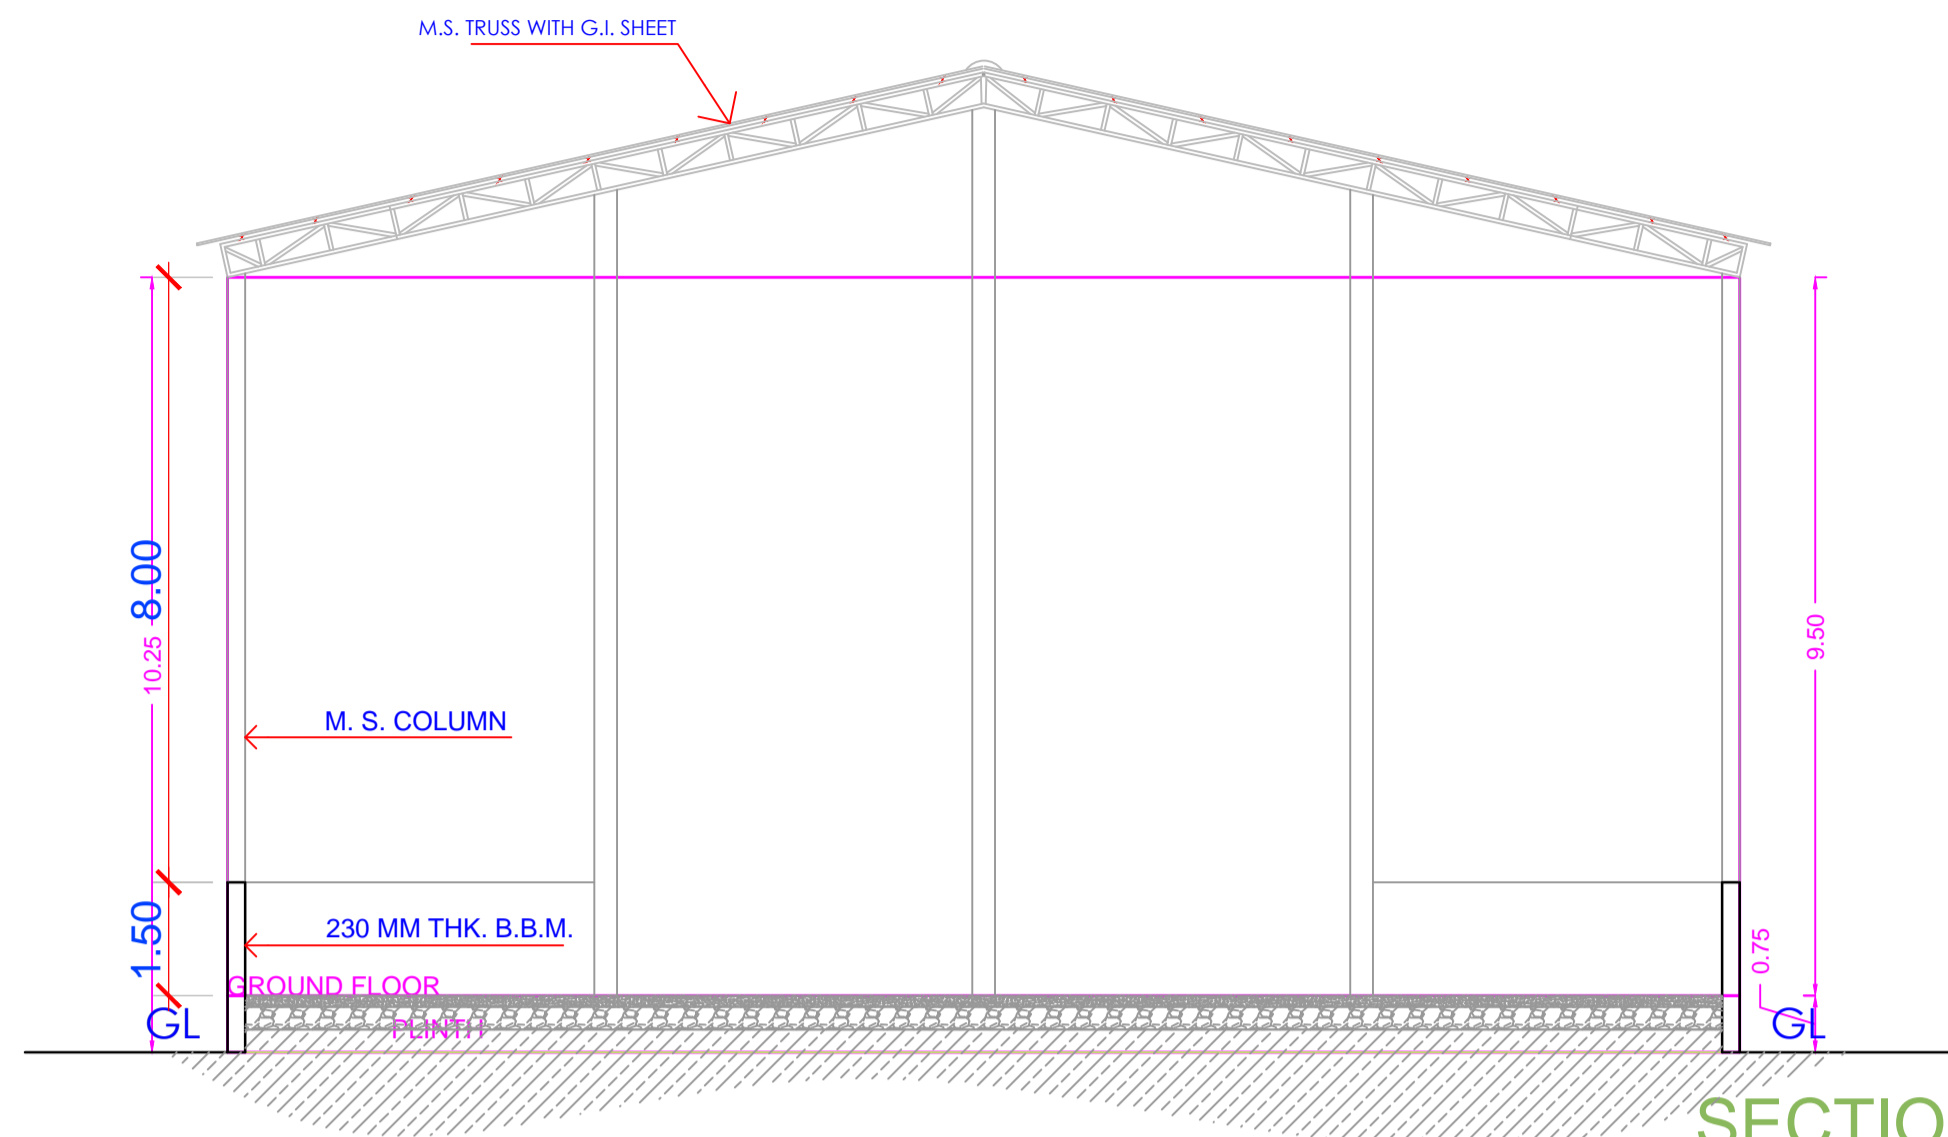 M.S. TRUSS WITH G.I. SHEET
8.00
10.25
9.50
M. S. COLUMN
1.50
230 MM THK. B.B.M.
0.75
GROUND FLOOR
GL
PLINTH
GL
SECTIO